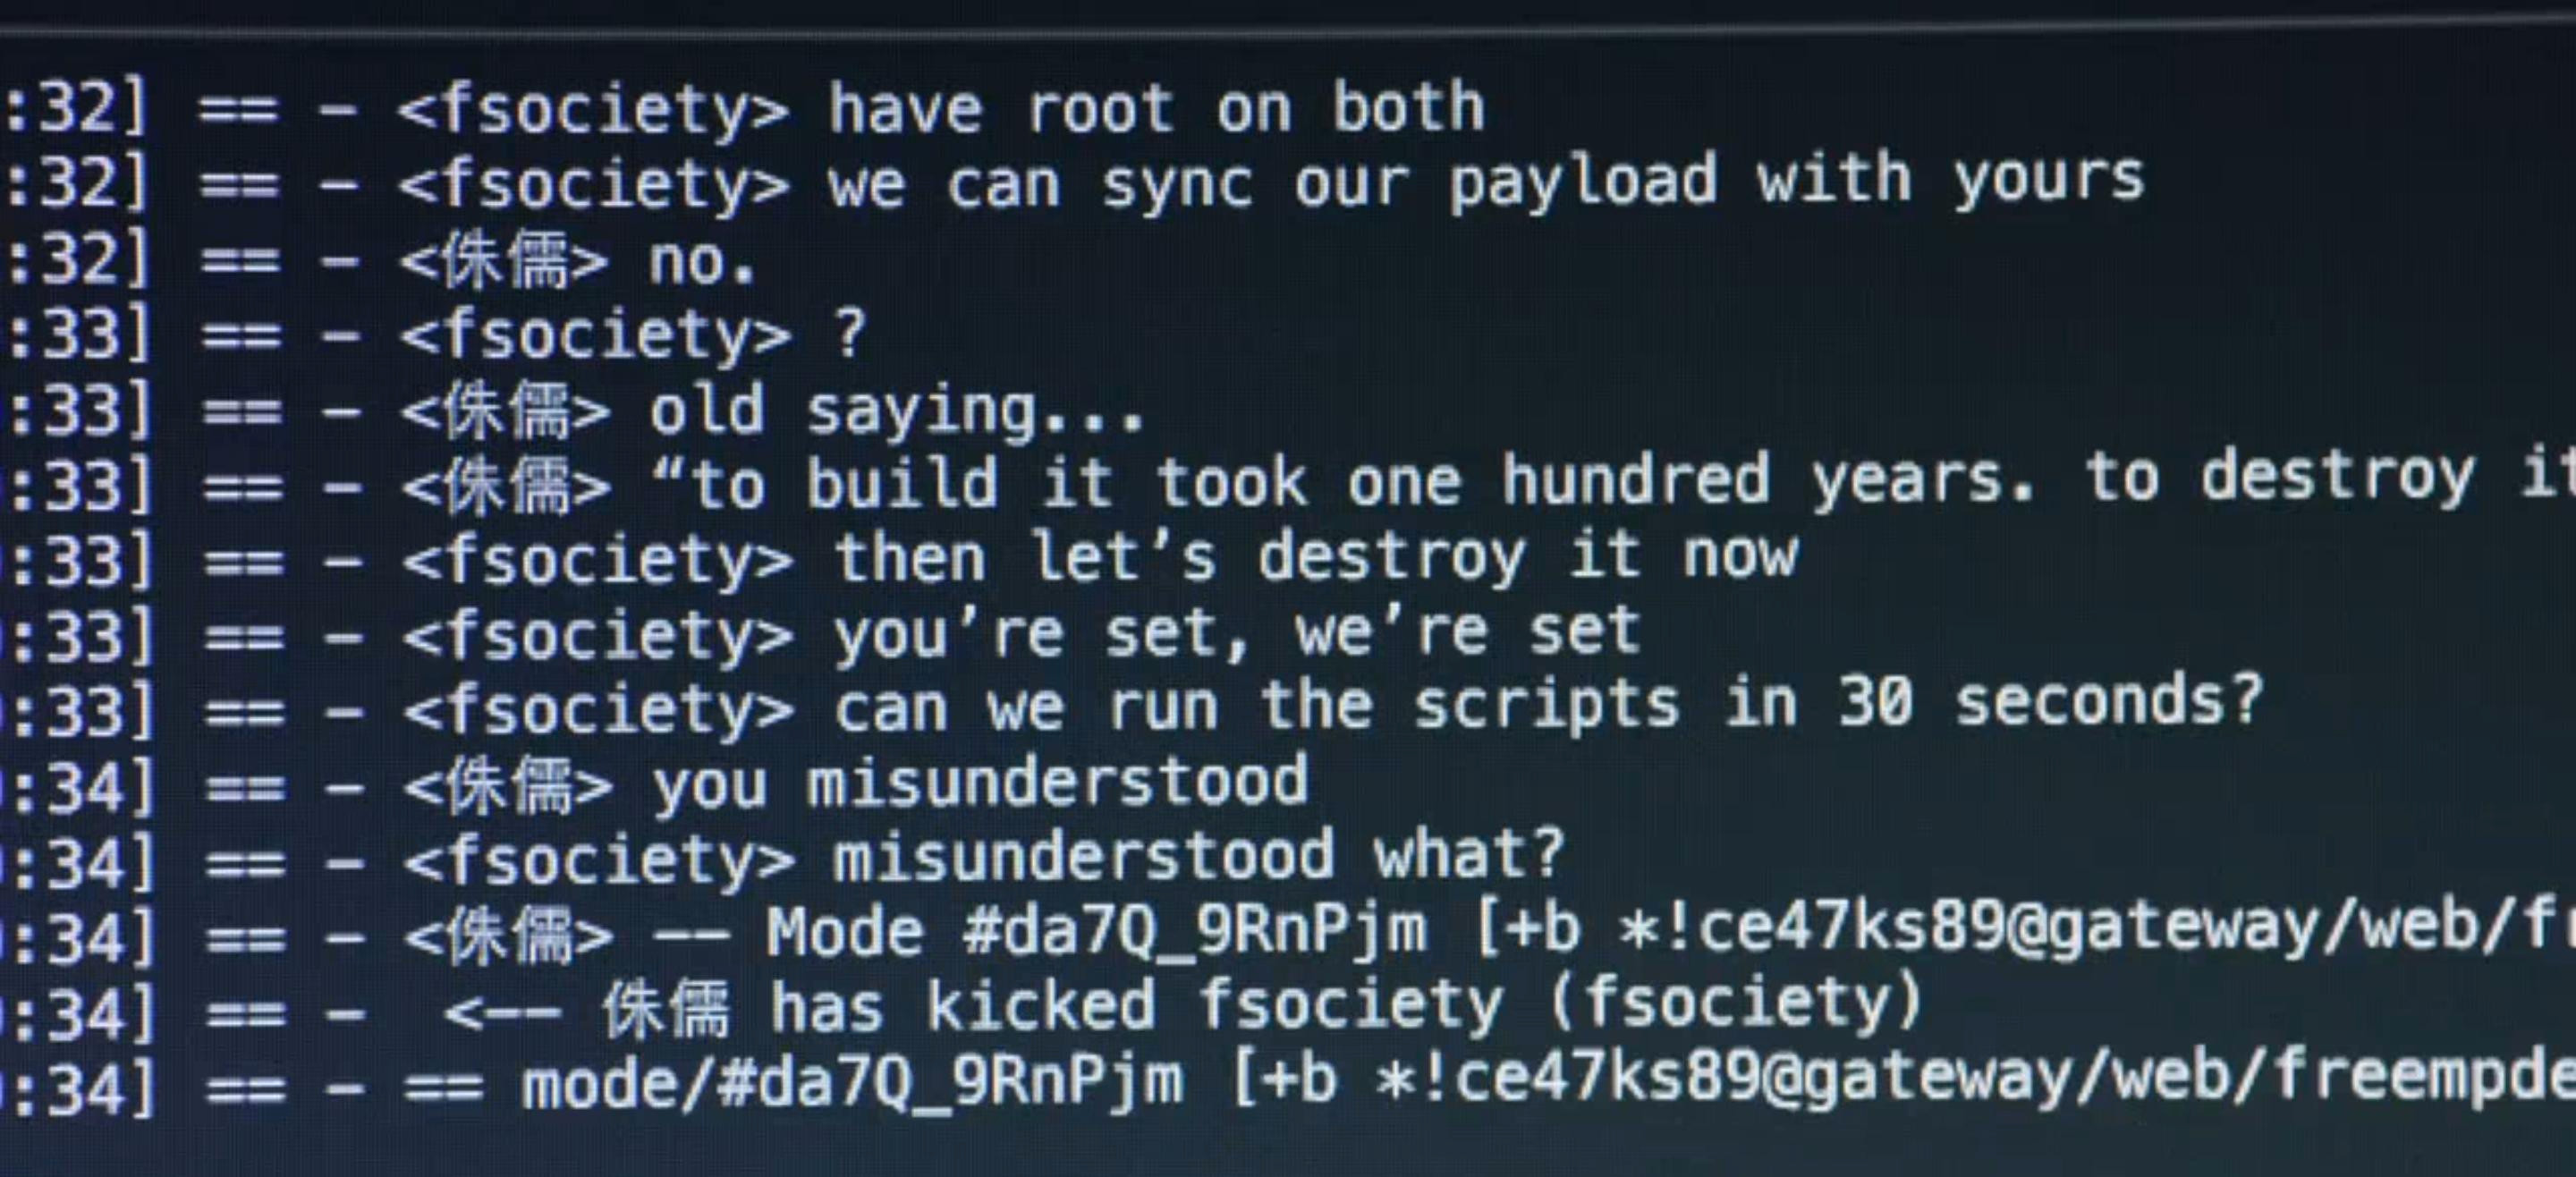 :32] == - <fsociety> have root on both
:32] == - <fsociety> we can sync our payload with yours
:32] == - <侏儒> no.
:33] == - <fsociety> ?
:33] == - <侏儒> old saying...
:33] == - <侏儒> “to build it took one hundred years. to destroy it
:33] == - <fsociety> then let’s destroy it now
:33] == - <fsociety> you’re set, we’re set
:33] == - <fsociety> can we run the scripts in 30 seconds?
:34] == - <侏儒> you misunderstood
:34] == - <fsociety> misunderstood what?
:34] == - <侏儒> -- Mode #da7Q_9RnPjm [+b *!ce47ks89@gateway/web/fr
:34] == - <-- 侏儒 has kicked fsociety (fsociety)
:34] == - == mode/#da7Q_9RnPjm [+b *!ce47ks89@gateway/web/freempde